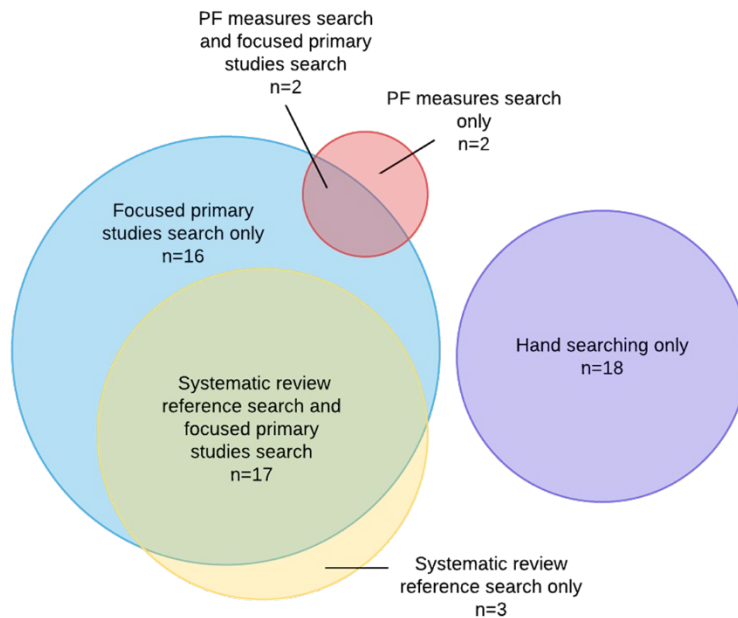 PF measures search
and focused primary
studies search
n=2
PF measures search
only
n=2
Focused primary
studies search only
n=16
Hand searching only
n=18
Systematic review
reference search and
focused primary
studies search
n=17
Systematic review
reference search only
n=3